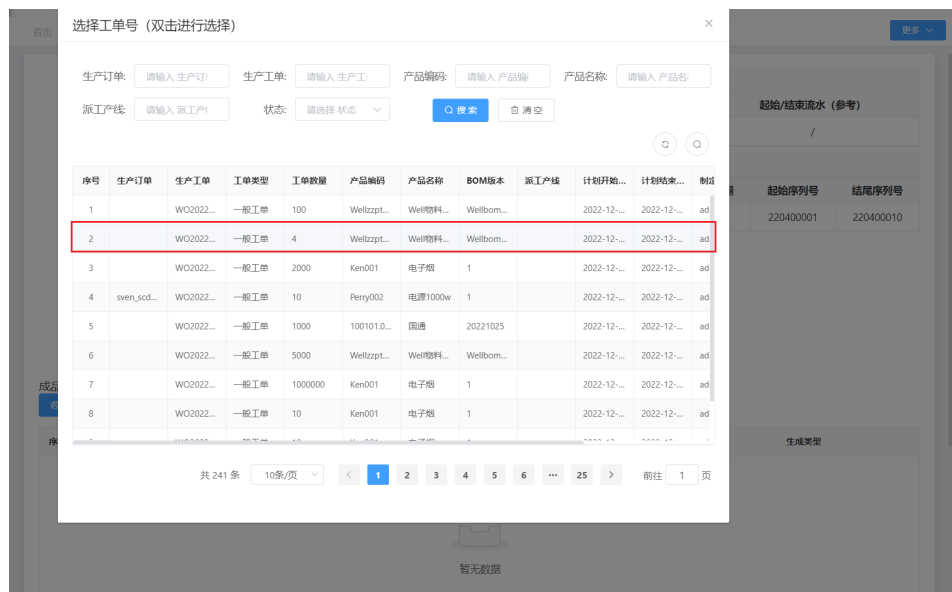 选择工单号（双击进行选择）
首页
更多
生产订单: 请输入 生产订 生产工单: 请输入 生产工 产品编码: 请输入 产品编 产品名称: 请输入 产品名
派工产线: 请输入 派工产 状态: 请选择 状态 搜索 清空
起始/结束流水（参考）
/
序号 生产订单 生产工单 工单类型 工单数量 产品编码 产品名称 BOM版本 派工产线 计划开始... 计划结束... 制定
起始序列号 结尾序列号
220400001 220400010
1 WO2022... 一般工单 100 Wellzzpt... Well物料... Wellbom... 2022-12-... 2022-12-... ad
2 WO2022... 一般工单 4 Wellzzpt... Well物料... Wellbom... 2022-12-... 2022-12-... ad
3 WO2022... 一般工单 2000 Ken001 电子烟 1 2022-12-... 2022-12-... ad
4 sven_scd... WO2022... 一般工单 10 Perry002 电源1000w 1 2022-12-... 2022-12-... ad
5 WO2022... 一般工单 1000 100101.0... 国通 20221025 2022-12-... 2022-12-... ad
6 WO2022... 一般工单 5000 Wellzzpt... Well物料... Wellbom... 2022-12-... 2022-12-... ad
7 WO2022... 一般工单 1000000 Ken001 电子烟 1 2022-12-... 2022-12-... ad
8 WO2022... 一般工单 10 Ken001 电子烟 1 2022-12-... 2022-12-... ad
成品
序
生成类型
共 241 条 10条/页 1 2 3 4 5 6 ... 25 前往 1 页
暂无数据